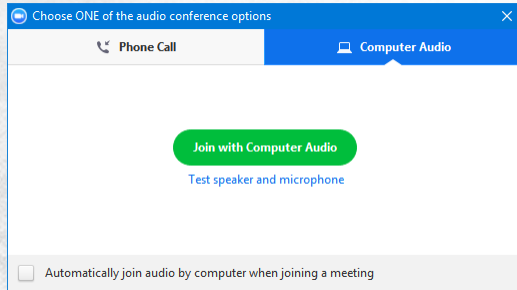 Choose ONE of the audio conference options
Phone Call
Computer Audio
Join with Computer Audio
Test speaker and microphone
Automatically join audio by computer when joining a meeting